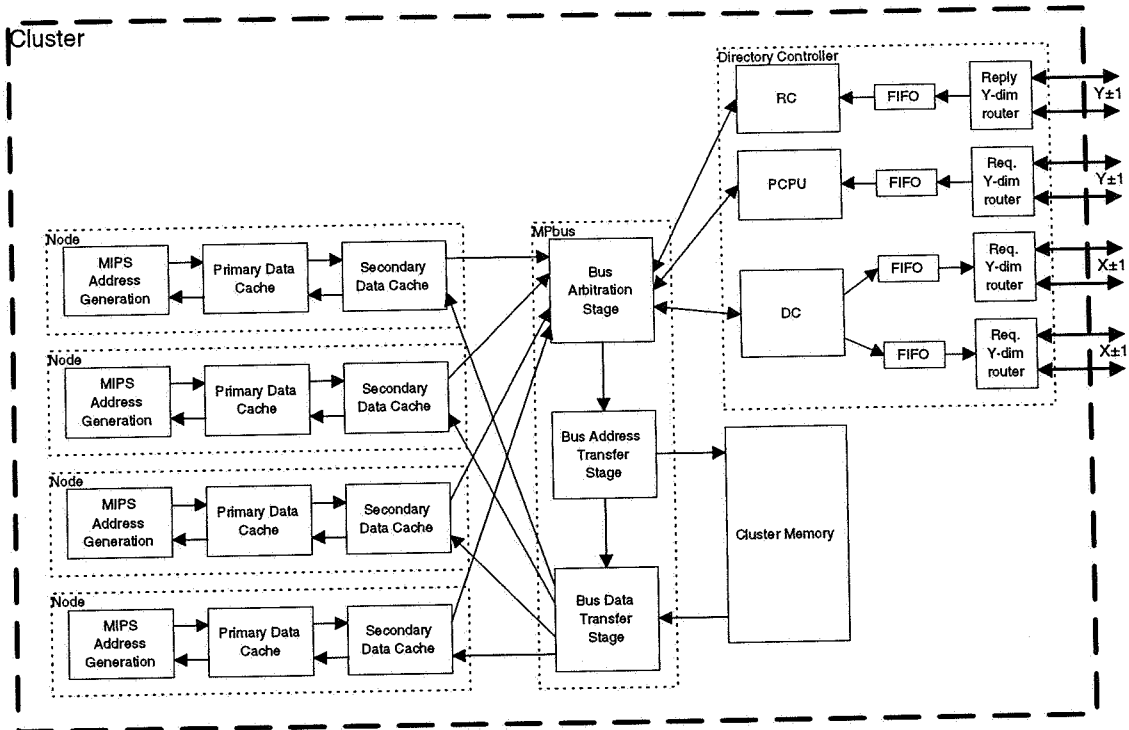 Cluster
Directory Controller
RC
FIFO
Reply
Y-dim
router
Y±1
PCPU
FIFO
Req.
Y-dim
router
Y±1
DC
FIFO
Req.
Y-dim
router
X±1
FIFO
Req.
Y-dim
router
X±1
Node
MIPS
Address
Generation
Primary Data
Cache
Secondary
Data Cache
Node
MIPS
Address
Generation
Primary Data
Cache
Secondary
Data Cache
Node
MIPS
Address
Generation
Primary Data
Cache
Secondary
Data Cache
Node
MIPS
Address
Generation
Primary Data
Cache
Secondary
Data Cache
MPbus
Bus
Arbitration
Stage
Bus Address
Transfer
Stage
Bus Data
Transfer
Stage
Cluster Memory